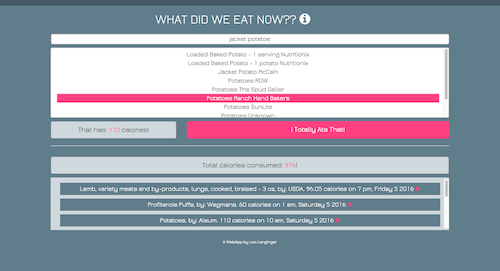 WHAT DID WE EAT NOW??
jacket potatoe
Loaded Baked Potato - 1 serving Nutritionix
Loaded Baked Potato - 1 potato Nutritionix
Jacket Potato McCain
Potatoes RDW
Potatoes The Spud Seller
Potatoes Ranch Hand Bakers
Potatoes SunLite
Potatoes Unknown
That has: 110 calories!
I Totally Ate That!
Total calories consumed: 976!
Lamb, variety meats and by-products, lungs, cooked, braised - 3 oz, by: USDA. 96.05 calories on 7 pm, Friday 5 2016
Profiterole Puffs, by: Wegmans. 60 calories on 1 am, Saturday 5 2016
Potatoes, by: Alsum. 110 calories on 10 am, Saturday 5 2016
A WebApp by Leo Lenginger